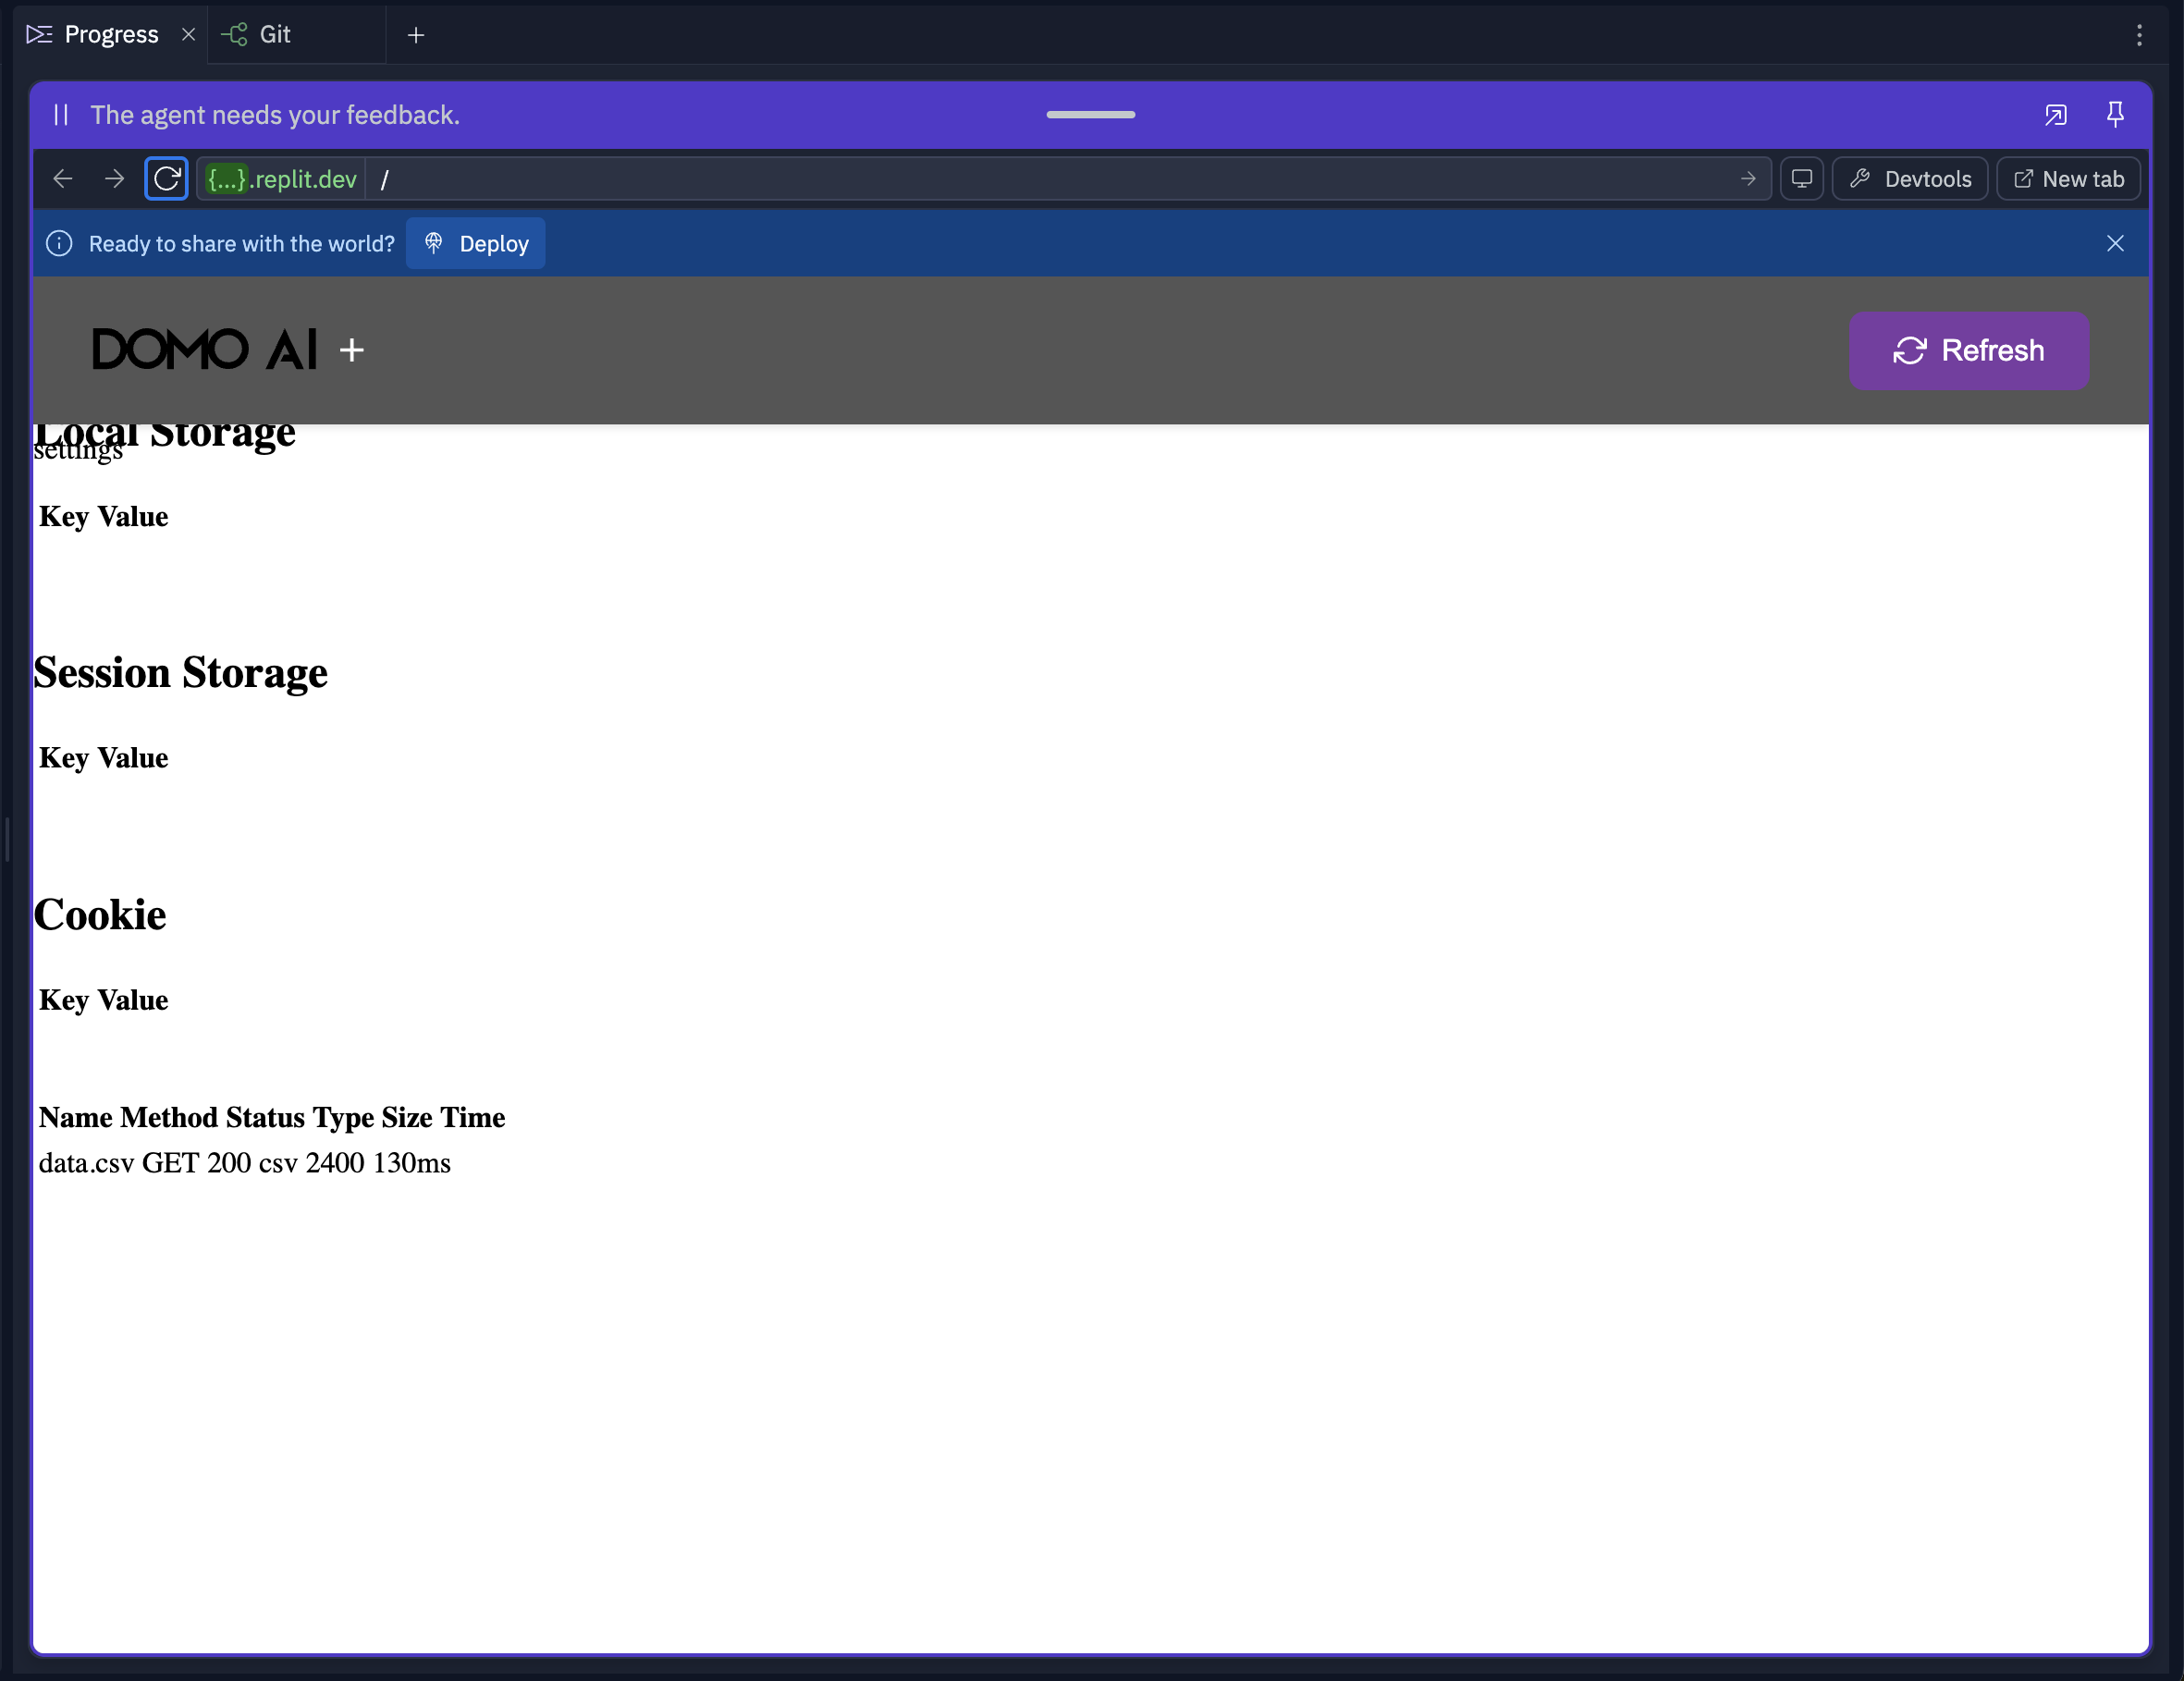 Progress
Git
The agent needs your feedback.
{...}.replit.dev /
Devtools
New tab
Ready to share with the world?
Deploy
DOMO AI +
Refresh
Local Storage
settings
Key Value
Session Storage
Key Value
Cookie
Key Value
Name Method Status Type Size Time
data.csv GET 200 csv 2400 130ms